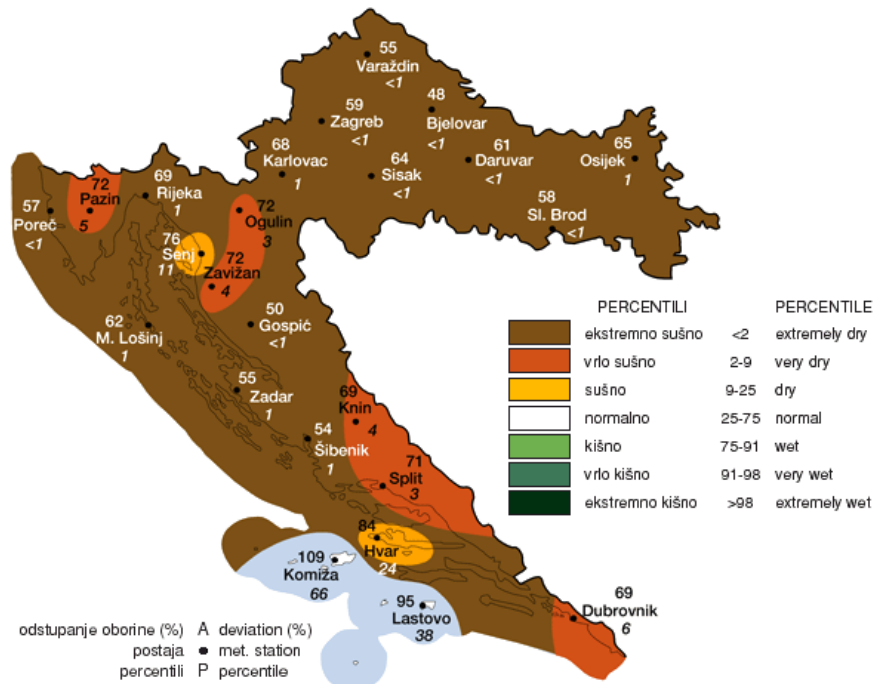 55
Varaždin
<1
48
Bjelovar
<1
59
Zagreb
<1
68
Karlovac
1
64
Sisak
<1
61
Daruvar
<1
65
Osijek
1
58
Sl. Brod
<1
57
Poreč
<1
72
Pazin
5
69
Rijeka
1
72
Ogulin
3
76
Senj
11
72
Zavižan
4
50
Gospić
<1
62
M. Lošinj
1
55
Zadar
1
69
Knin
4
54
Šibenik
1
71
Split
3
84
Hvar
24
109
Komiža
66
95
Lastovo
38
69
Dubrovnik
6
PERCENTILI PERCENTILE
ekstremno sušno <2 extremely dry
vrlo sušno 2-9 very dry
sušno 9-25 dry
normalno 25-75 normal
kišno 75-91 wet
vrlo kišno 91-98 very wet
ekstremno kišno >98 extremely wet
odstupanje oborine (%) A deviation (%)
postaja met. station
percentili P percentile